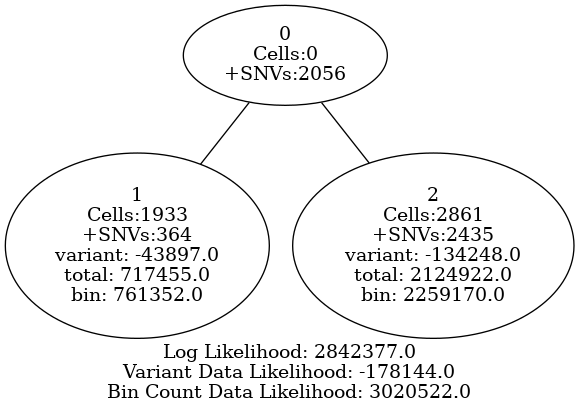 0
Cells:0
+SNVs:2056
1
Cells:1933
+SNVs:364
variant: -43897.0
total: 717455.0
bin: 761352.0
2
Cells:2861
+SNVs:2435
variant: -134248.0
total: 2124922.0
bin: 2259170.0
Log Likelihood: 2842377.0
Variant Data Likelihood: -178144.0
Bin Count Data Likelihood: 3020522.0